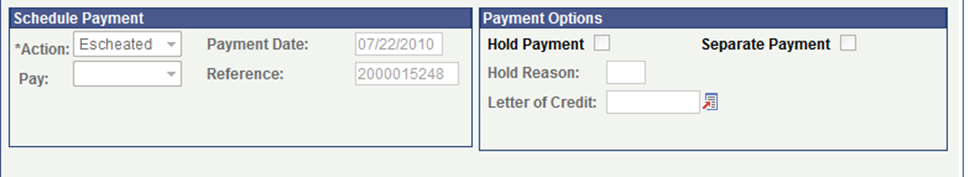 Schedule Payment
*Action: Escheated Payment Date: 07/22/2010
Pay: Reference: 2000015248
Payment Options
Hold Payment Separate Payment
Hold Reason:
Letter of Credit: